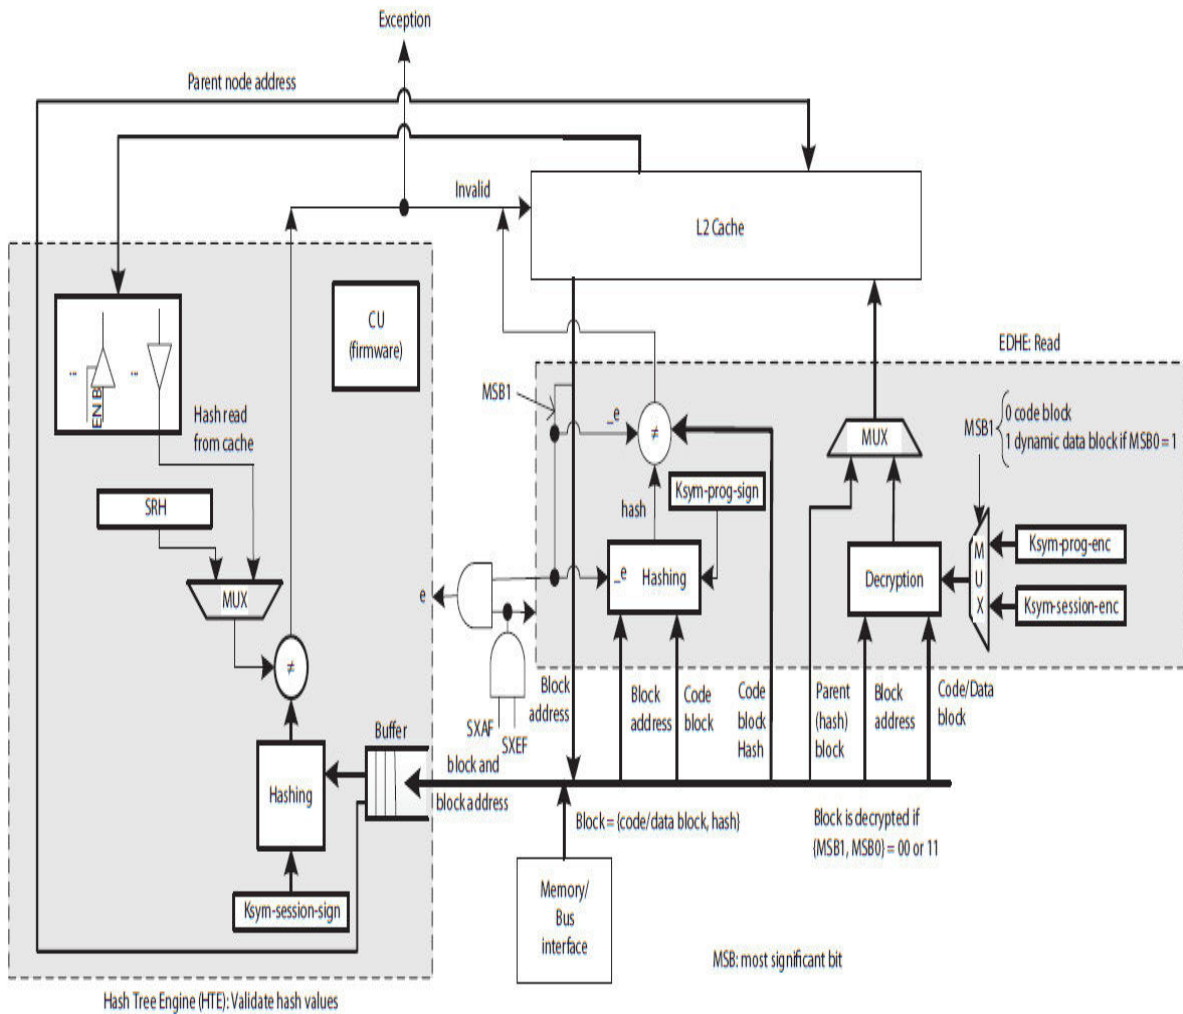 Exception
Parent node address
Invalid
L2 Cache
CU
(firmware)
EDHE: Read
MSB1
0 code block
1 dynamic data block if MSB0 = 1
MSB1
_e
≠
MUX
EN B
Hash read
from cache
SRH
hash
Ksym-prog-sign
MUX
Ksym-prog-enc
Ksym-session-enc
_e
Hashing
Decryption
MUX
e
≠
SXAF
SXEF
Block
address
Block
address
Code
block
Code
block
Hash
Parent
(hash)
block
Block
address
Code/Data
block
Buffer
block and
block address
Hashing
Block = {code/data block, hash}
Block is decrypted if
{MSB1, MSB0} = 00 or 11
Ksym-session-sign
Memory/
Bus
interface
MSB: most significant bit
Hash Tree Engine (HTE): Validate hash values